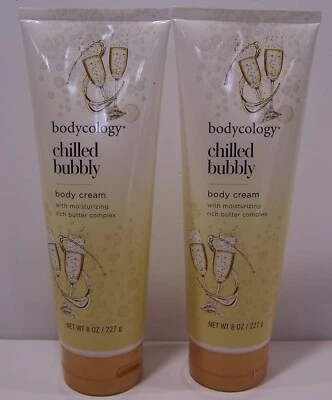 bodycology®
chilled
bubbly
body cream
with moisturizing
rich butter complex
NET WT 8 OZ / 227 g
bodycology®
chilled
bubbly
body cream
with moisturizing
rich butter complex
NET WT 8 OZ / 227 g